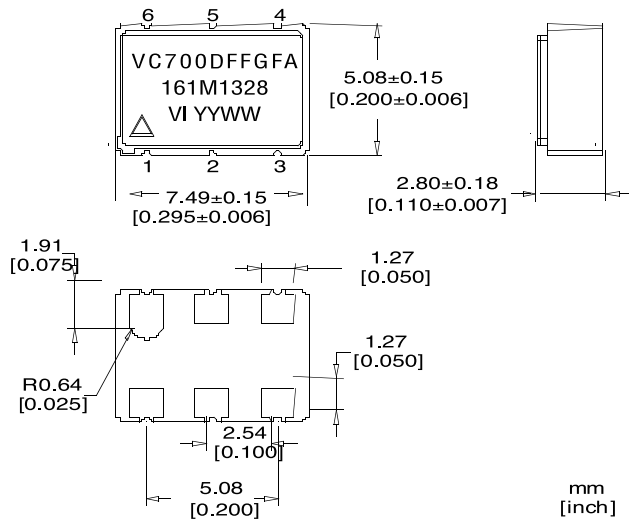 6 5 4
VC700DFFGFA
161M1328
VI YYWW
1 2 3
5.08±0.15
[0.200±0.006]
7.49±0.15
[0.295±0.006]
2.80±0.18
[0.110±0.007]
1.91
[0.075]
1.27
[0.050]
R0.64
[0.025]
1.27
[0.050]
2.54
[0.100]
5.08
[0.200]
mm
[inch]